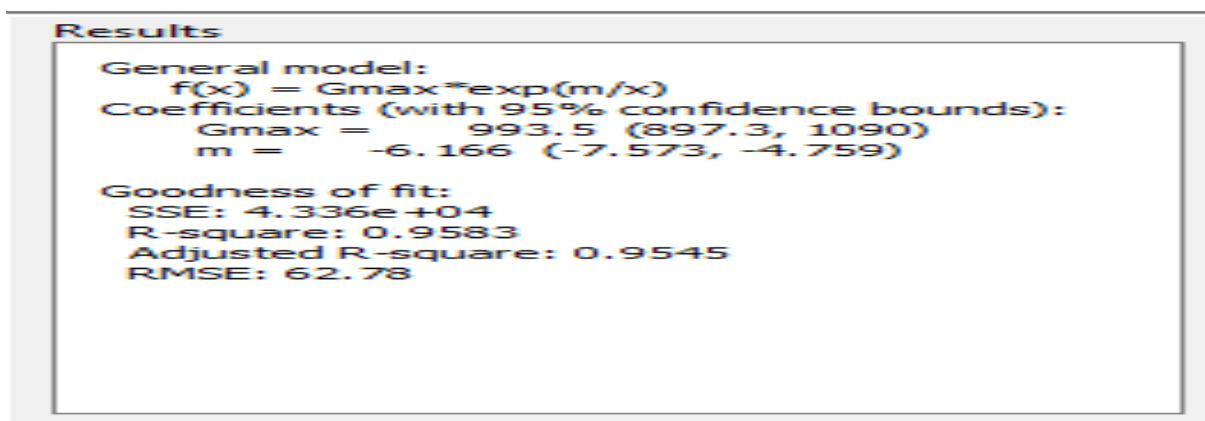 Results
General model:
f(x) = Gmax*exp(m/x)
Coefficients (with 95% confidence bounds):
Gmax = 993.5 (897.3, 1090)
m = -6.166 (-7.573, -4.759)
Goodness of fit:
SSE: 4.336e+04
R-square: 0.9583
Adjusted R-square: 0.9545
RMSE: 62.78